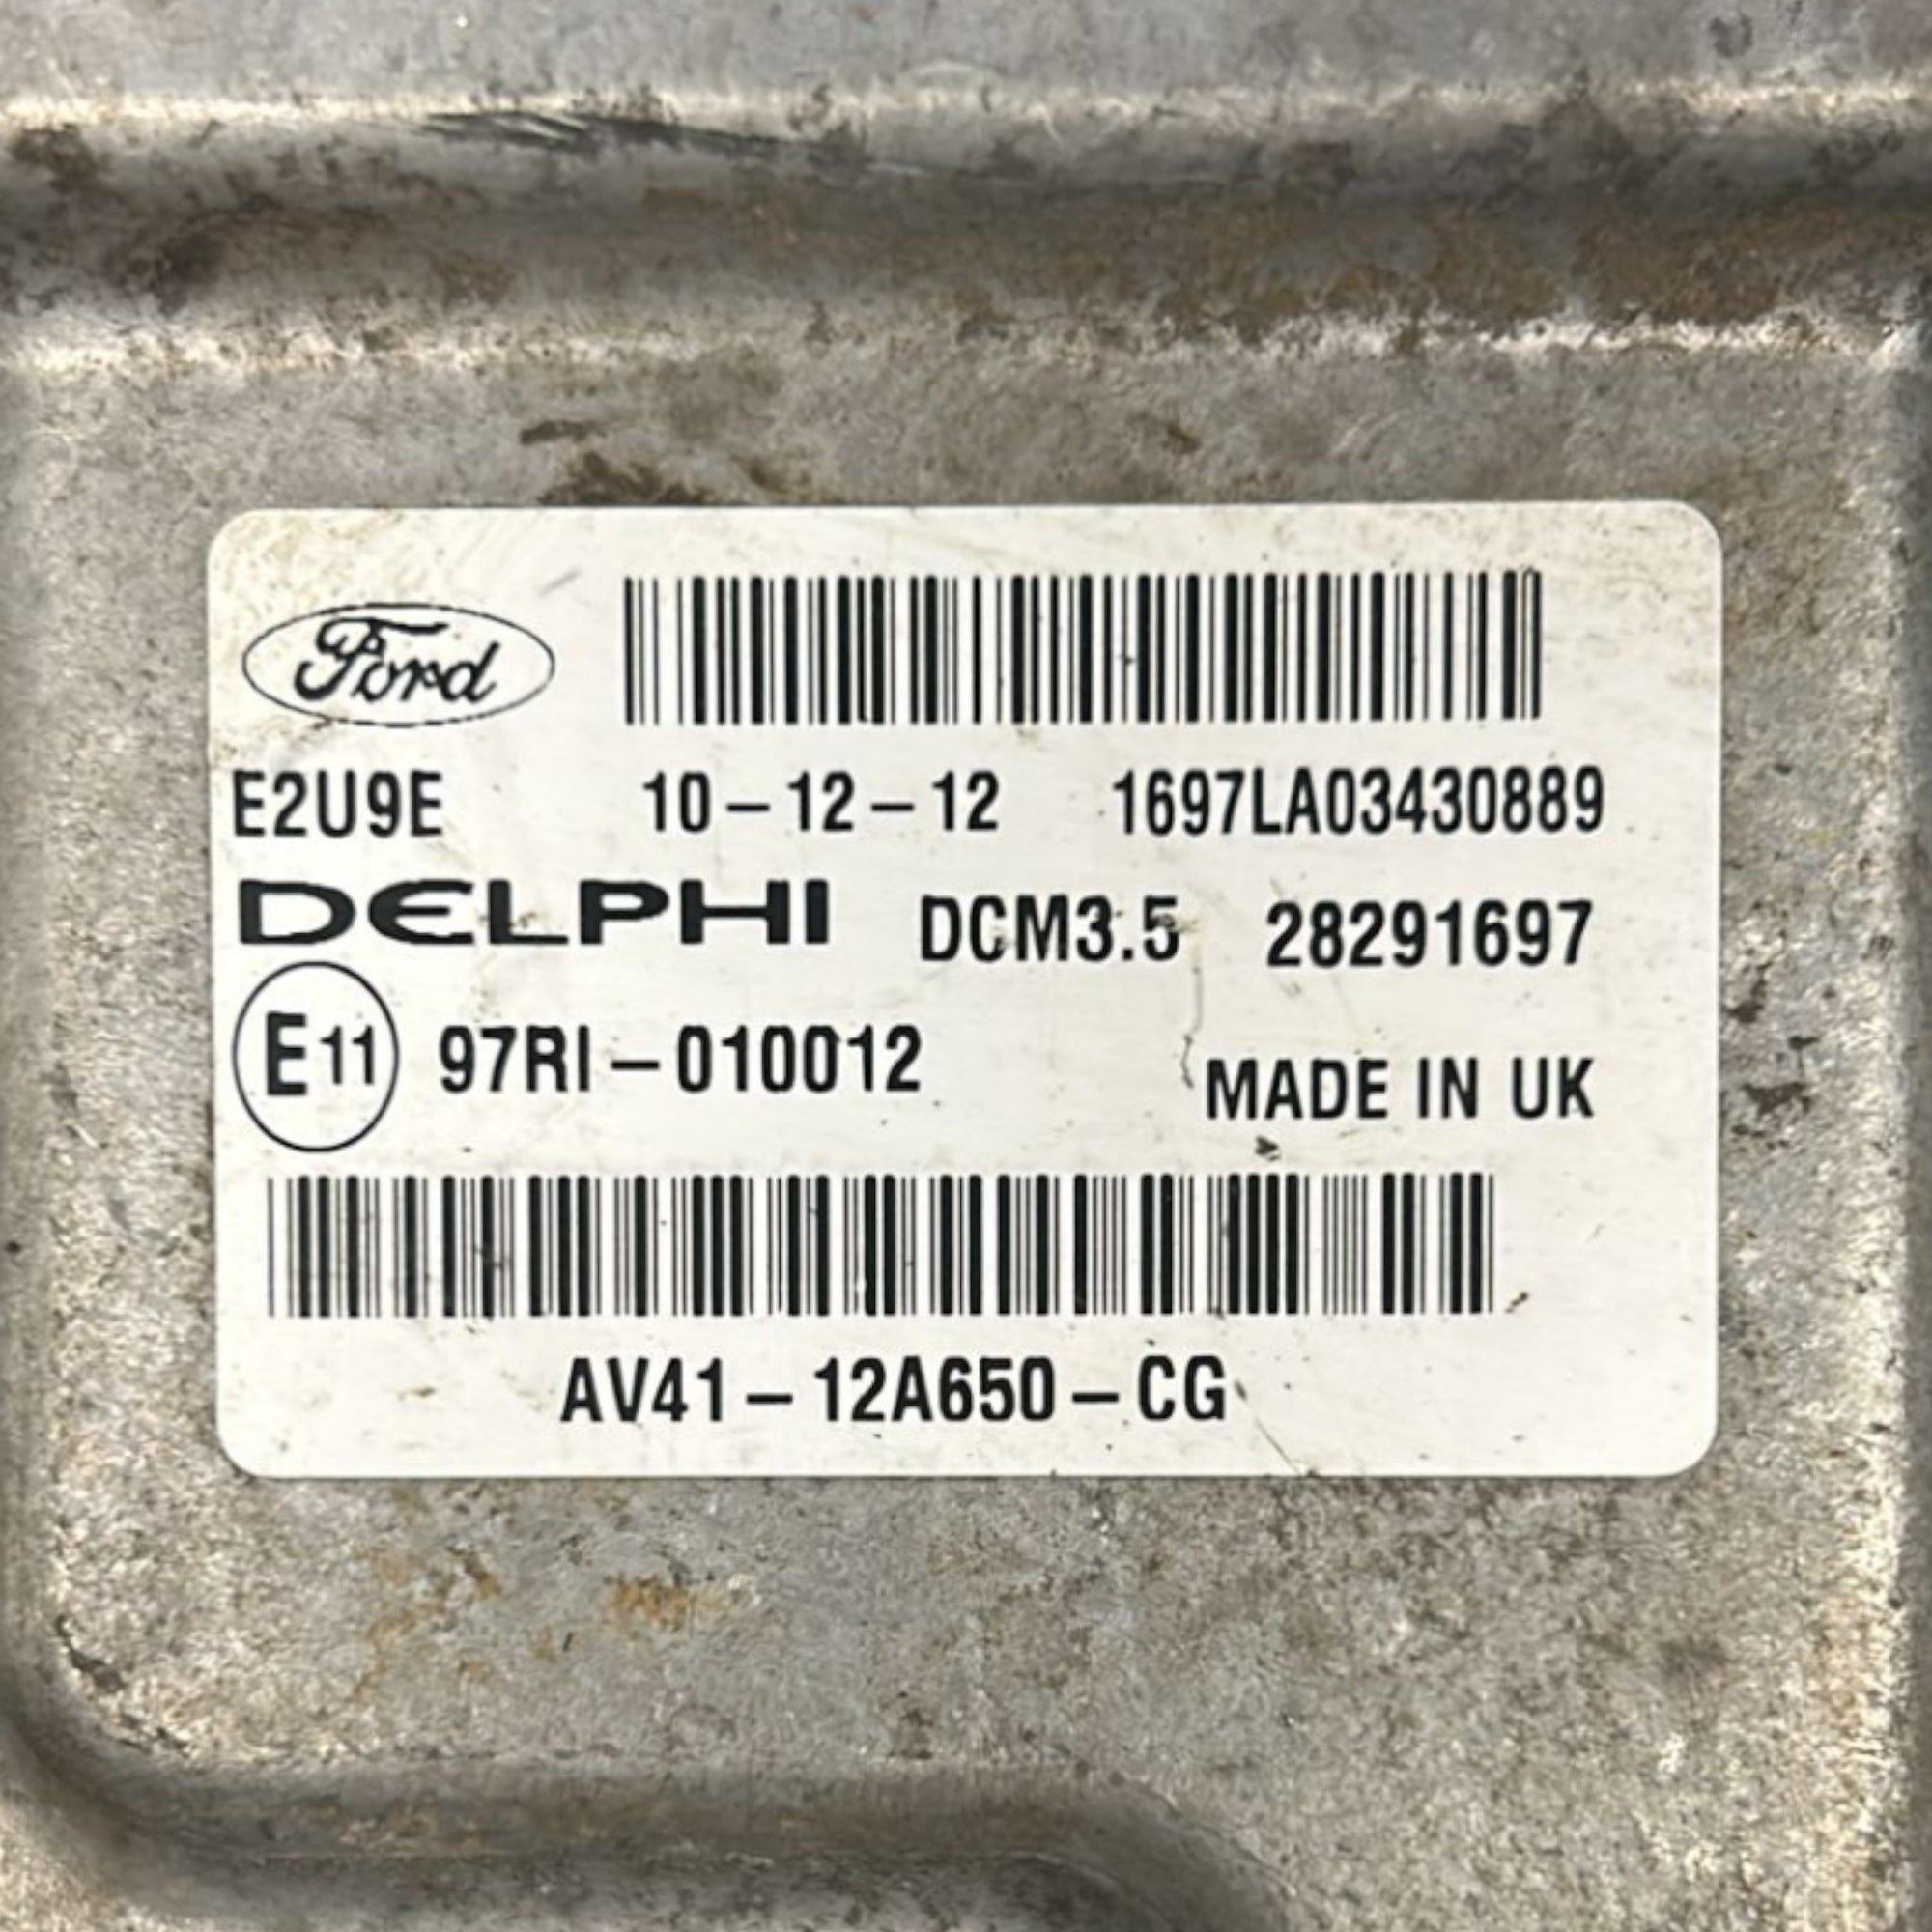 Ford
E2U9E 10-12-12 1697LA03430889
DELPHI DCM3.5 28291697
E11 97RI-010012 MADE IN UK
AV41-12A650-CG